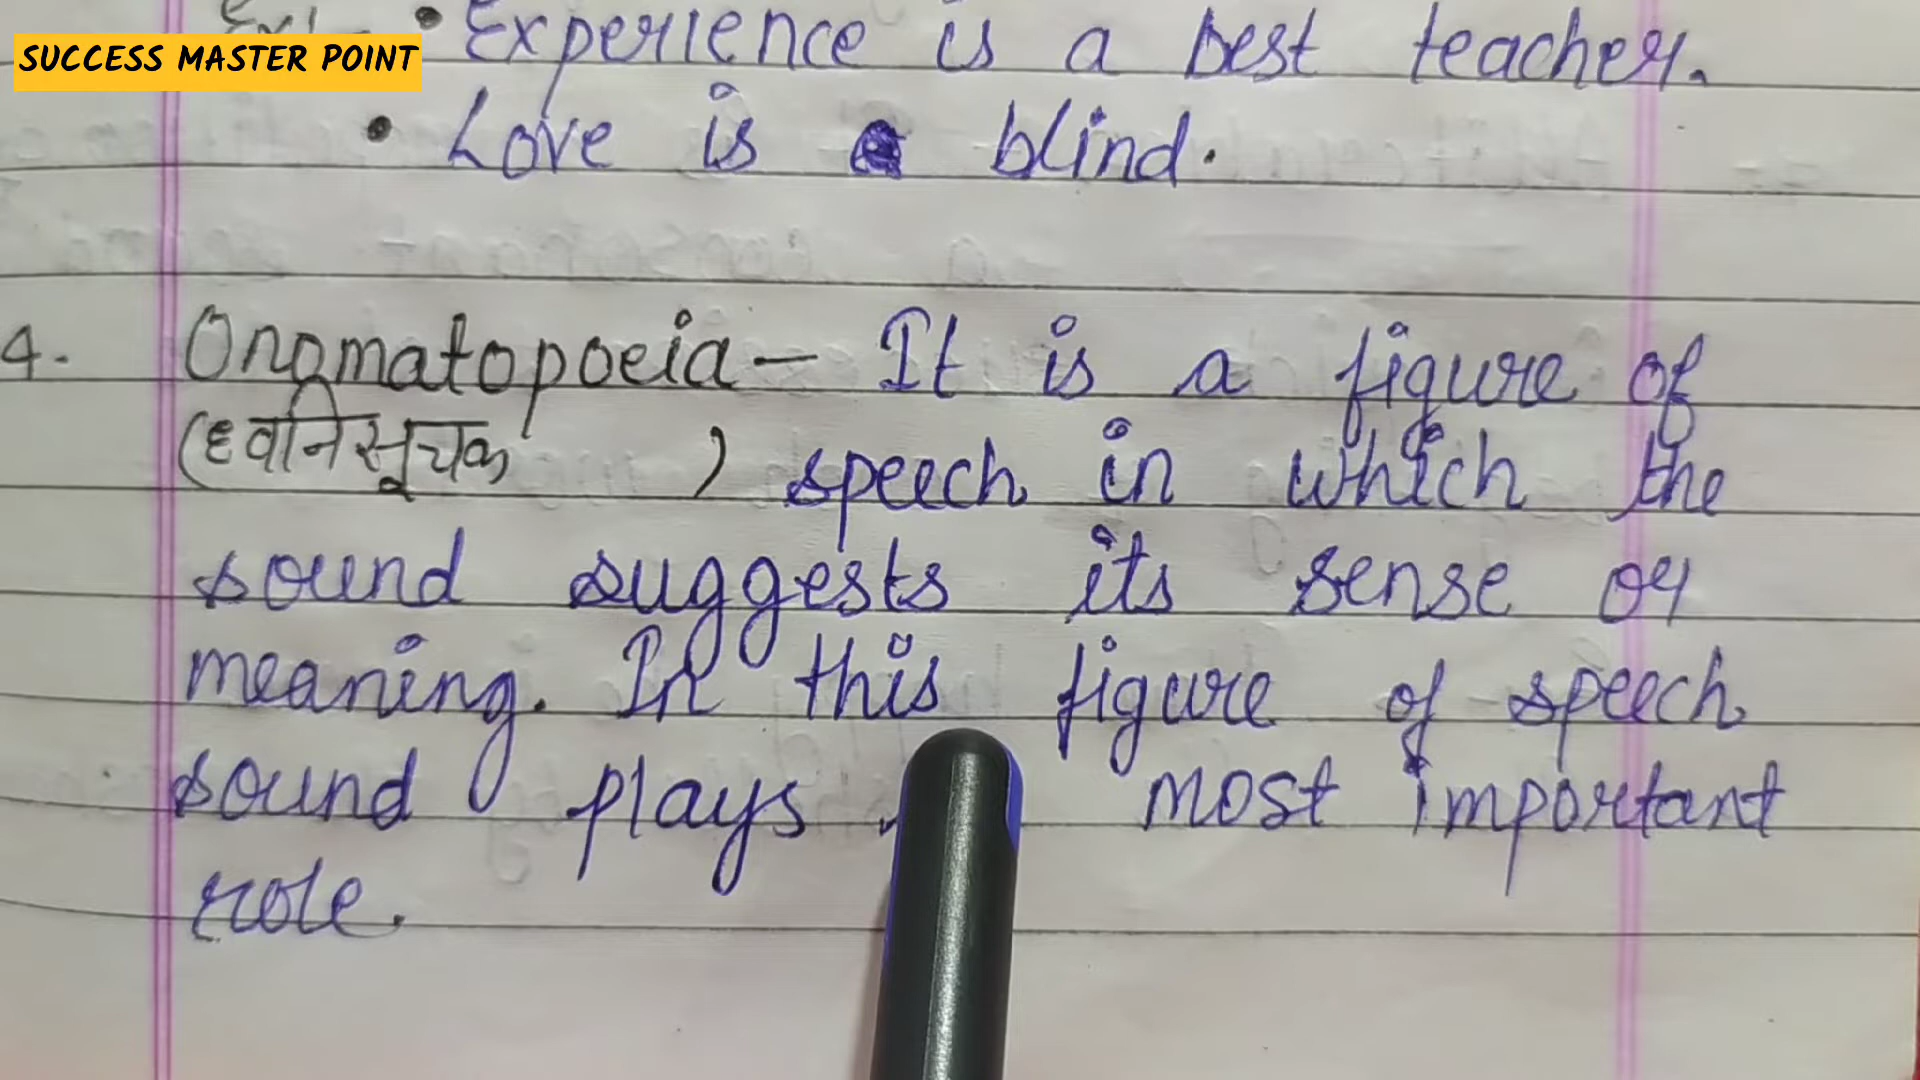 Ex:- • Experience is a best teacher.
SUCCESS MASTER POINT
• Love is blind.
4. Onomatopoeia — It is a figure of
(ध्वनिसूचक ) speech in which the
sound suggests its sense or
meaning. In this figure of speech
sound plays most important
role.